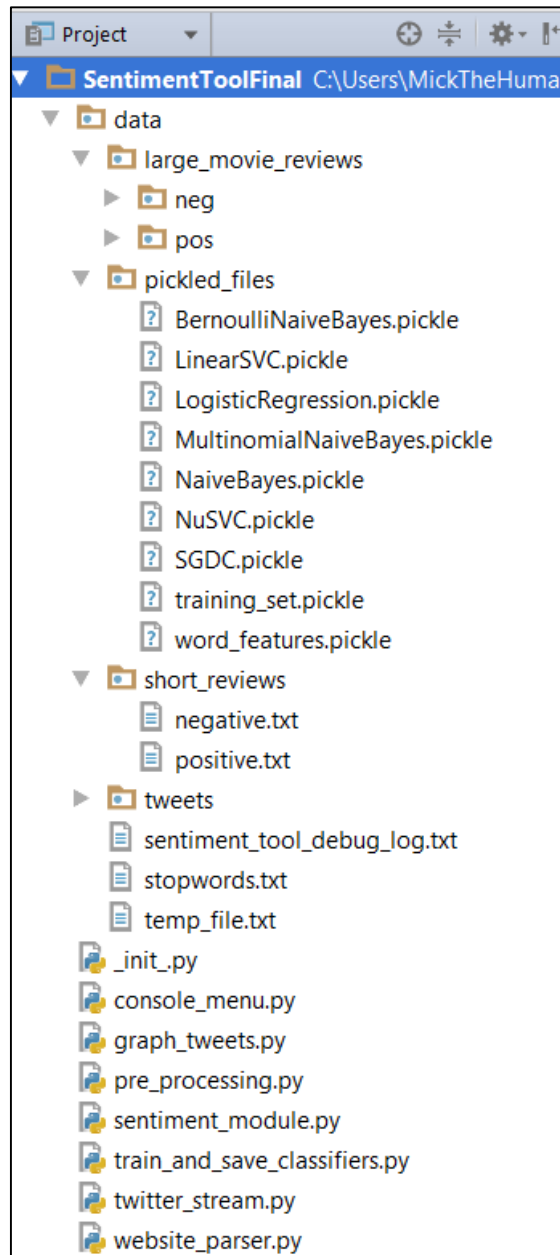 Project
SentimentToolFinal C:\Users\MickTheHuma
data
large_movie_reviews
neg
pos
pickled_files
BernoulliNaiveBayes.pickle
LinearSVC.pickle
LogisticRegression.pickle
MultinomialNaiveBayes.pickle
NaiveBayes.pickle
NuSVC.pickle
SGDC.pickle
training_set.pickle
word_features.pickle
short_reviews
negative.txt
positive.txt
tweets
sentiment_tool_debug_log.txt
stopwords.txt
temp_file.txt
_init_.py
console_menu.py
graph_tweets.py
pre_processing.py
sentiment_module.py
train_and_save_classifiers.py
twitter_stream.py
website_parser.py